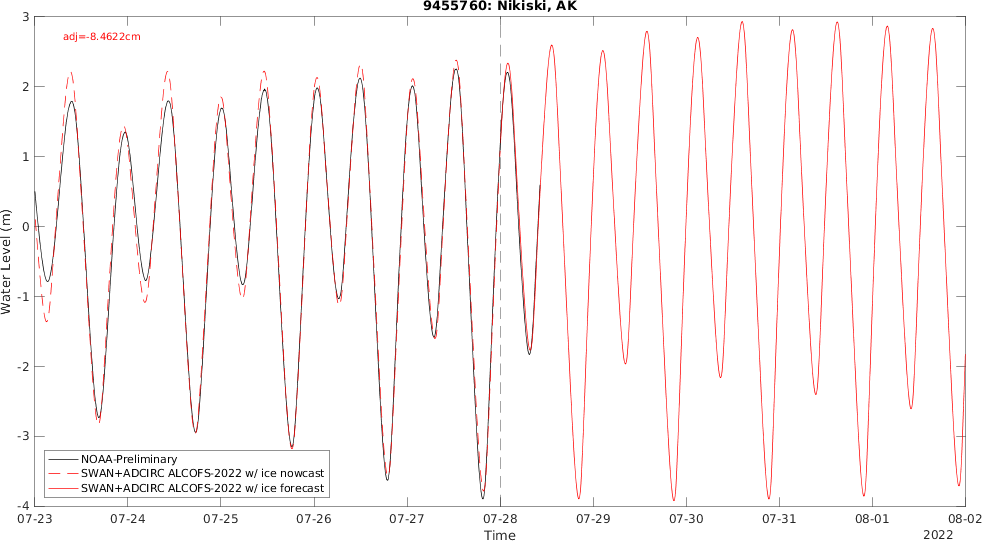 9455760: Nikiski, AK
adj=-8.4622cm
3
2
1
0
-1
-2
-3
-4
Water Level (m)
NOAA-Preliminary
SWAN+ADCIRC ALCOFS-2022 w/ ice nowcast
SWAN+ADCIRC ALCOFS-2022 w/ ice forecast
07-23 07-24 07-25 07-26 07-27 07-28 07-29 07-30 07-31 08-01 08-02
Time
2022